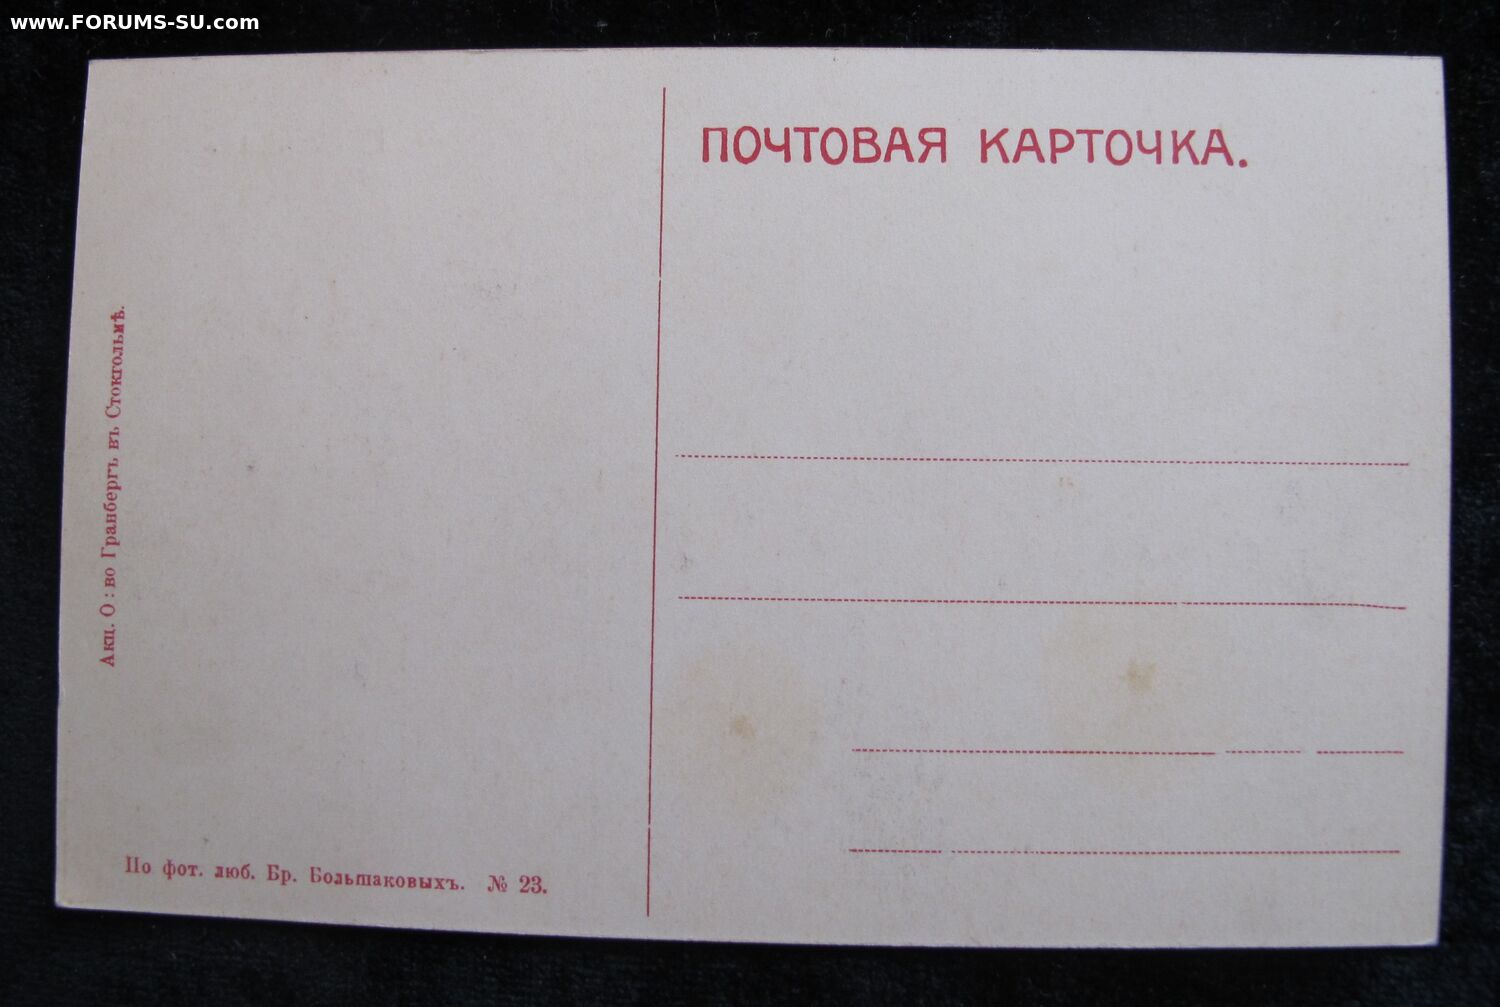 www.FORUMS-SU.com
ПОЧТОВАЯ КАРТОЧКА.
Акц. О : во Гранбергъ въ Стокгольмѣ.
По фот. люб. Бр. Большаковыхъ. № 23.